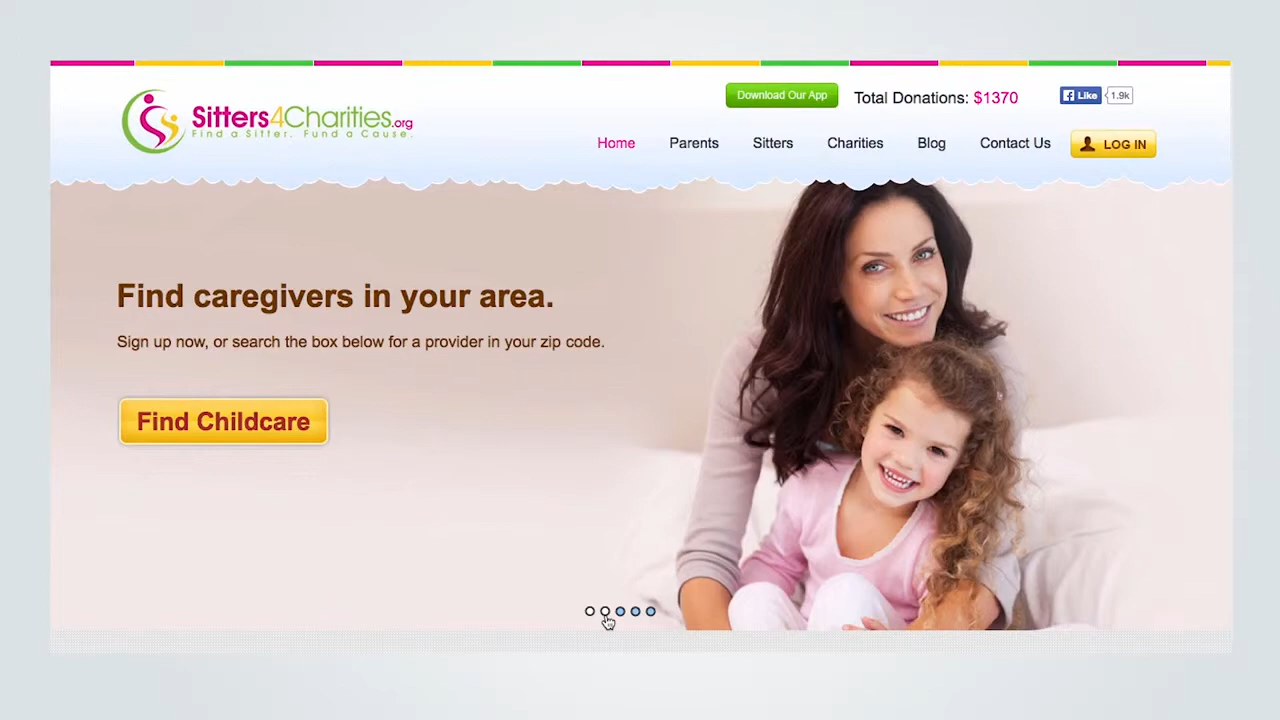 Download Our App
Total Donations: $1370
Like
1.9k
Sitters4Charities.org
Find a Sitter. Fund a Cause.
Home
Parents
Sitters
Charities
Blog
Contact Us
LOG IN
Find caregivers in your area.
Sign up now, or search the box below for a provider in your zip code.
Find Childcare